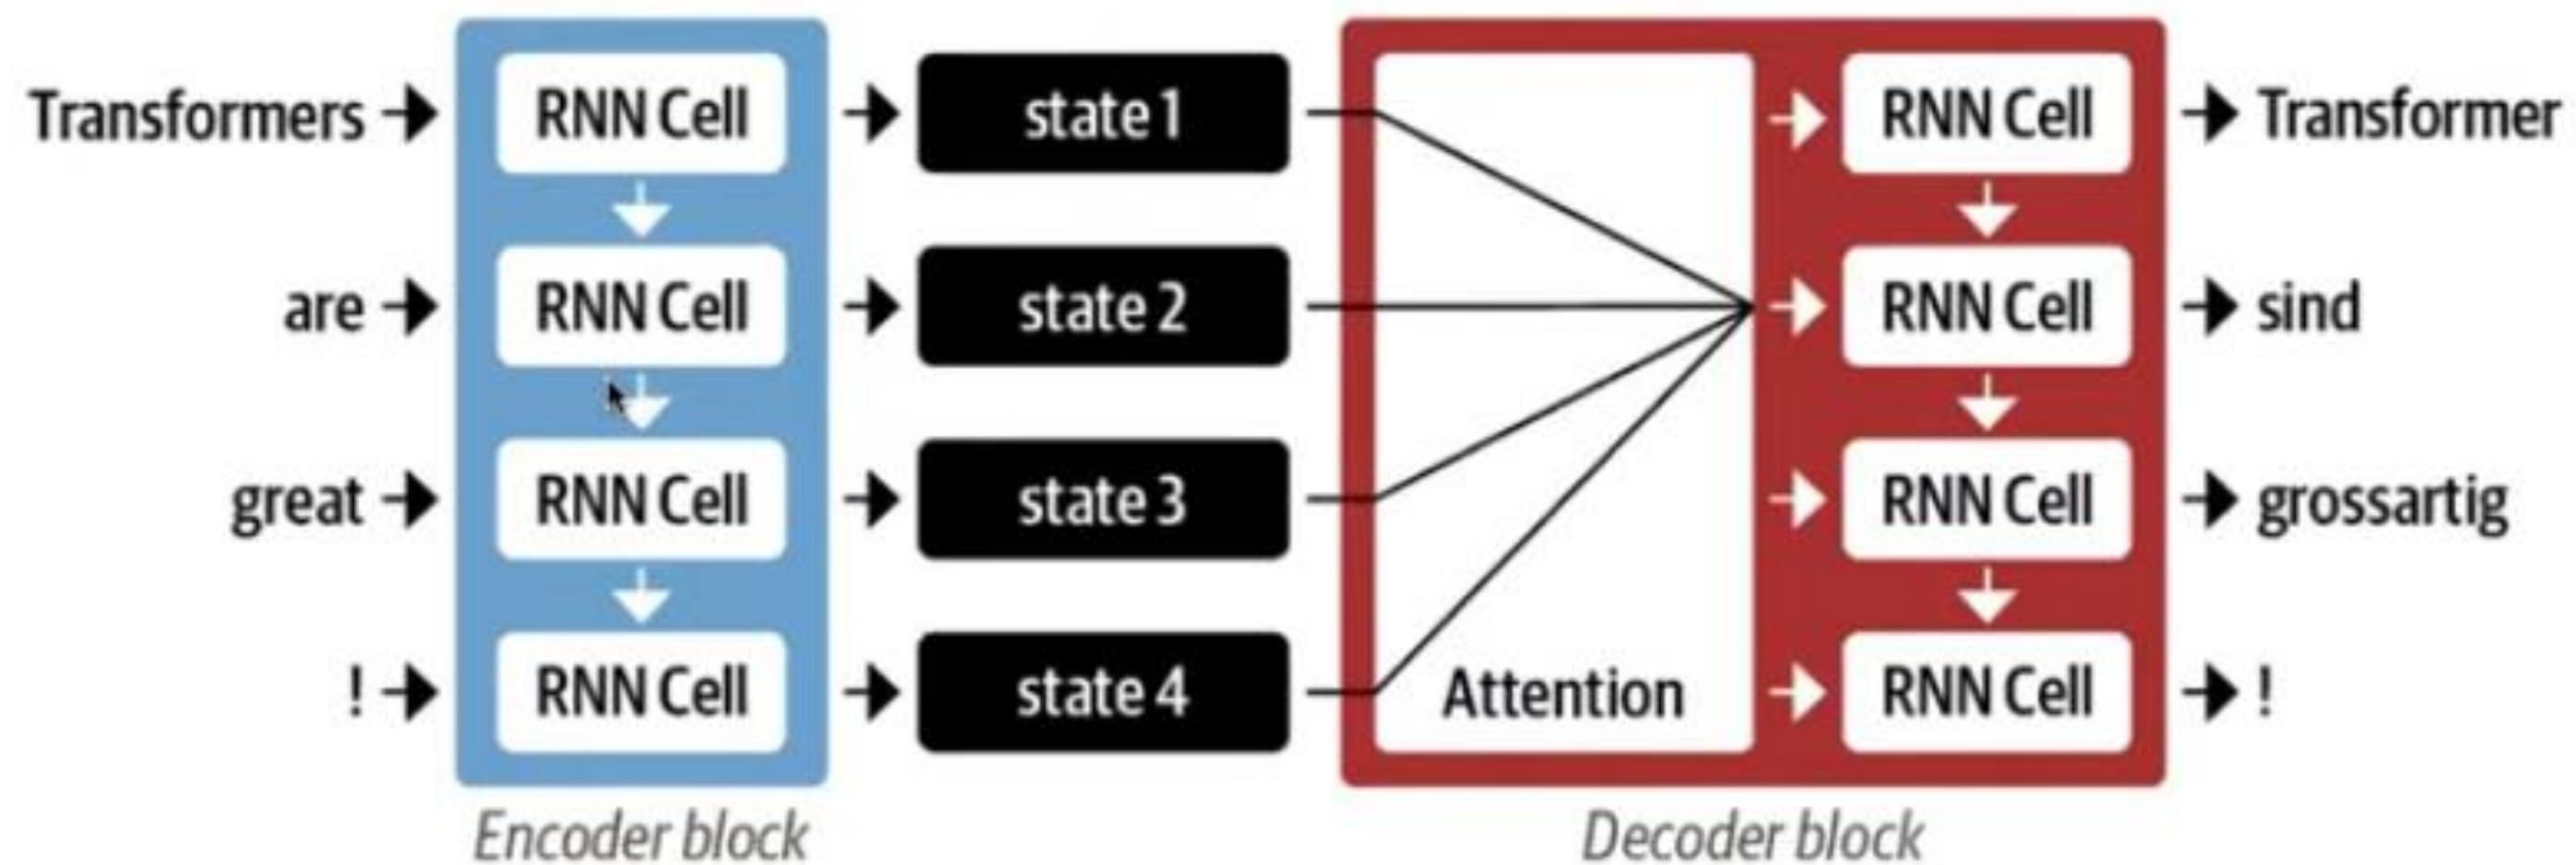 Transformers RNN Cell state 1 RNN Cell Transformer
are RNN Cell state 2 RNN Cell sind
great RNN Cell state 3 RNN Cell grossartig
! RNN Cell state 4 Attention RNN Cell !
Encoder block Decoder block